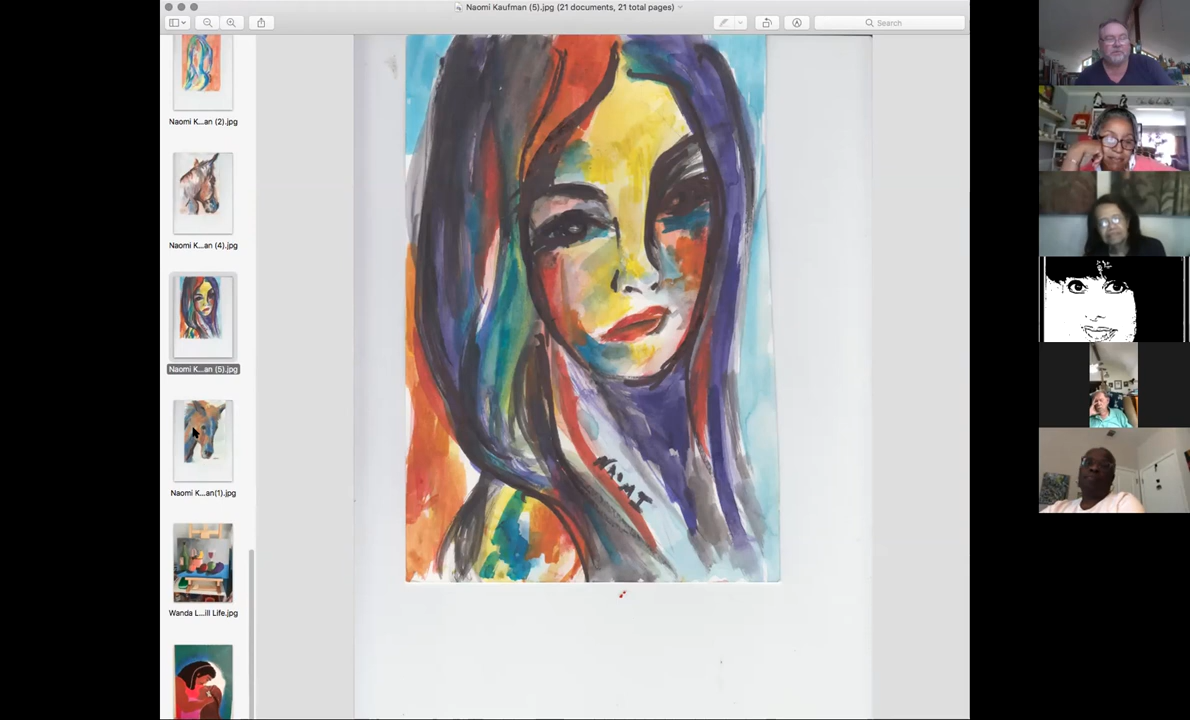 Naomi Kaufman (5).jpg (21 documents, 21 total pages)
Search
Naomi K...an (2).jpg
Naomi K...an (4).jpg
Naomi K...an (5).jpg
Naomi K...an(1).jpg
Wanda L...ill Life.jpg
NAOMI